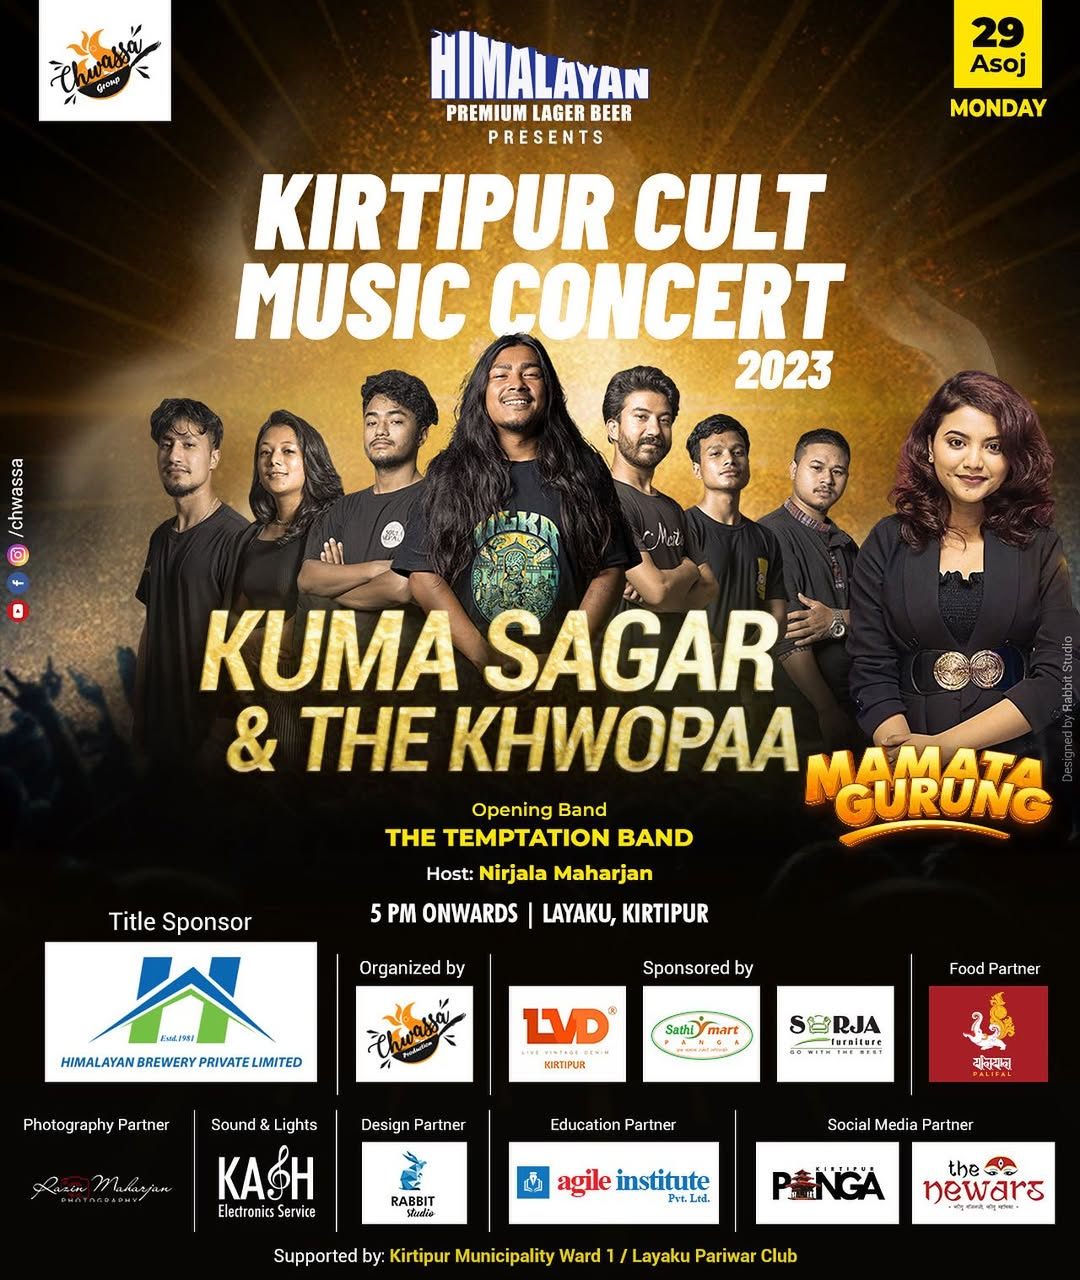 Chwassa
Group
HIMALAYAN
PREMIUM LAGER BEER
PRESENTS
29
Asoj
MONDAY
KIRTIPUR CULT
MUSIC CONCERT
2023
/chwassa
KUMA SAGAR
& THE KHWOPAA
MAMATA
GURUNG
Designed by Rabbit Studio
Opening Band
THE TEMPTATION BAND
Host: Nirjala Maharjan
5 PM ONWARDS | LAYAKU, KIRTIPUR
Title Sponsor
Estd.1981
HIMALAYAN BREWERY PRIVATE LIMITED
Organized by
Chwassa
Production
Sponsored by
LVD®
LIVE VINTAGE DENIM
KIRTIPUR
Sathi mart
PANGA
SORJA
furniture
GO WITH THE BEST
Food Partner
PALIFAL
Photography Partner
Razin Maharjan
PHOTOGRAPHY
Sound & Lights
KASH
Electronics Service
Design Partner
RABBIT
Studio
Education Partner
agile institute
Pvt. Ltd.
Social Media Partner
KIRTIPUR
PANGA
the
newars
Supported by: Kirtipur Municipality Ward 1 / Layaku Pariwar Club